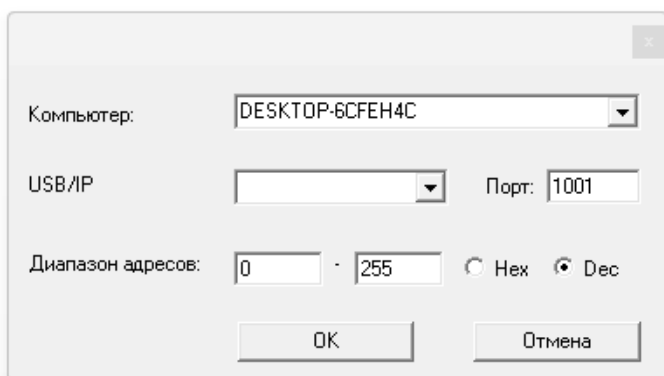 x
Компьютер: DESKTOP-6CFEH4C
USB/IP Порт: 1001
Диапазон адресов: 0 - 255 Hex Dec
OK Отмена